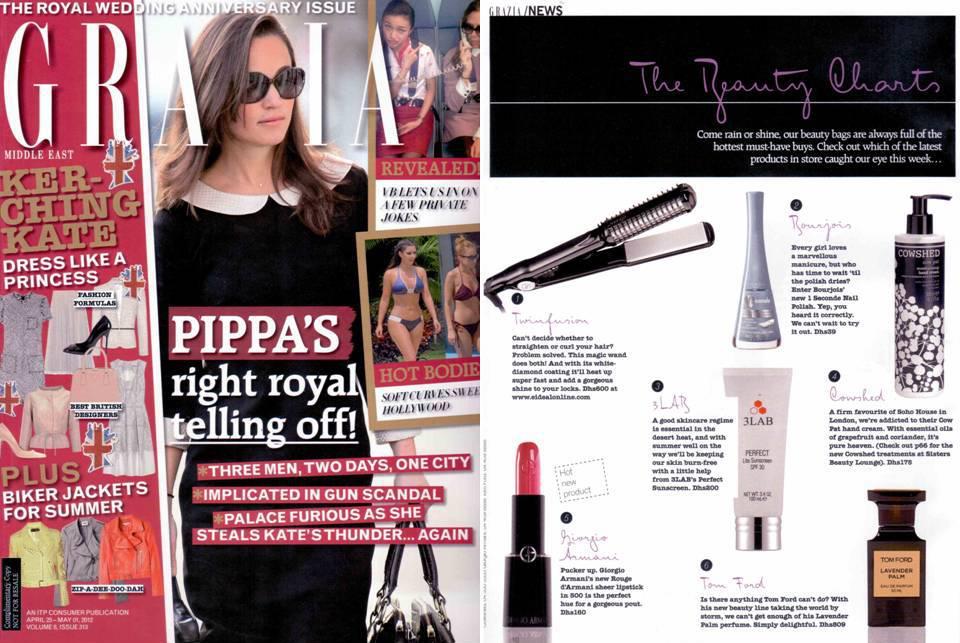 THE ROYAL WEDDING ANNIVERSARY ISSUE
GRAZIA
MIDDLE EAST
KER-
CHING
KATE
DRESS LIKE A
PRINCESS
FASHION
FORMULAS
BEST BRITISH
DESIGNERS
PLUS
BIKER JACKETS
FOR SUMMER
ZIP-A-DEE-DOO-DAH
Complimentary Copy
NOT FOR RESALE
AN ITP CONSUMER PUBLICATION
APRIL 25 – MAY 01, 2012
VOLUME 8, ISSUE 313
REVEALED!
VB LETS US IN ON
A FEW PRIVATE
JOKES
HOT BODIE
SOFT CURVES SWEE
HOLLYWOOD
PIPPA'S
right royal
telling off!
*THREE MEN, TWO DAYS, ONE CITY
*IMPLICATED IN GUN SCANDAL
*PALACE FURIOUS AS SHE
STEALS KATE'S THUNDER... AGAIN
GRAZIA/NEWS
The Beauty Charts
Come rain or shine, our beauty bags are always full of the
hottest must-have buys. Check out which of the latest
products in store caught our eye this week...
1
Twinfusion
Can't decide whether to
straighten or curl your hair?
Problem solved. This magic wand
does both! And with its white-
diamond coating it'll heat up
super fast and add a gorgeous
shine to your locks. Dhs600 at
www.eidealonline.com
2
Bourjois
Every girl loves
a marvellous
manicure, but who
has time to wait 'til
the polish dries?
Enter Bourjois'
new 1 Seconde Nail
Polish. Yep, you
heard it correctly.
We can't wait to try
it out. Dhs39
3
3LAB
A good skincare regime
is essential in the
desert heat, and with
summer well on the
way we'll be keeping
our skin burn-free
with a little help
from 3LAB's Perfect
Sunscreen. Dhs200
3LAB
PERFECT
Lite Sunscreen
SPF 30
NET WT. 3.4 OZ.
100 ml.
COWSHED
4
Cowshed
A firm favourite of Soho House in
London, we're addicted to their Cow
Pat hand cream. With essential oils
of grapefruit and coriander, it's
pure heaven. (Check out p66 for the
new Cowshed treatments at Sisters
Beauty Lounge). Dhs175
Hot
new
product
5
Giorgio
Armani
Pucker up. Giorgio
Armani's new Rouge
d'Armani sheer lipstick
in 500 is the perfect
hue for a gorgeous pout.
Dhs160
6
Tom Ford
Is there anything Tom Ford can't do? With
his new beauty line taking the world by
storm, we can't get enough of his Lavender
Palm perfume. Simply delightful. Dhs809
TOM FORD
LAVENDER
PALM
EAU DE PARFUM
50 ML